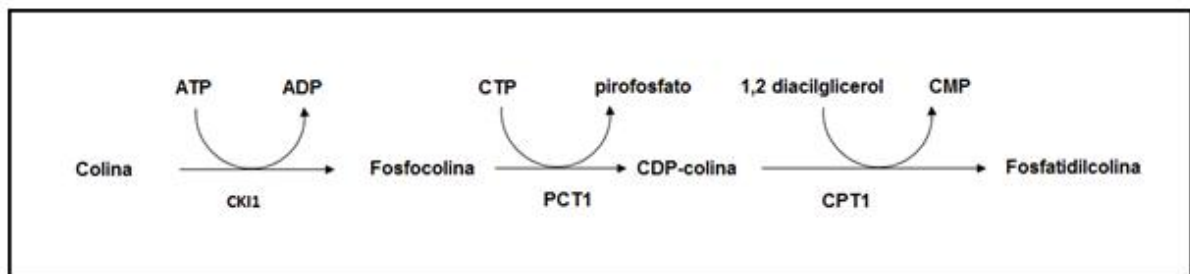 ATP ADP CTP pirofosfato 1,2 diacilglicerol CMP
Colina Fosfocolina CDP-colina Fosfatidilcolina
CKI1 PCT1 CPT1